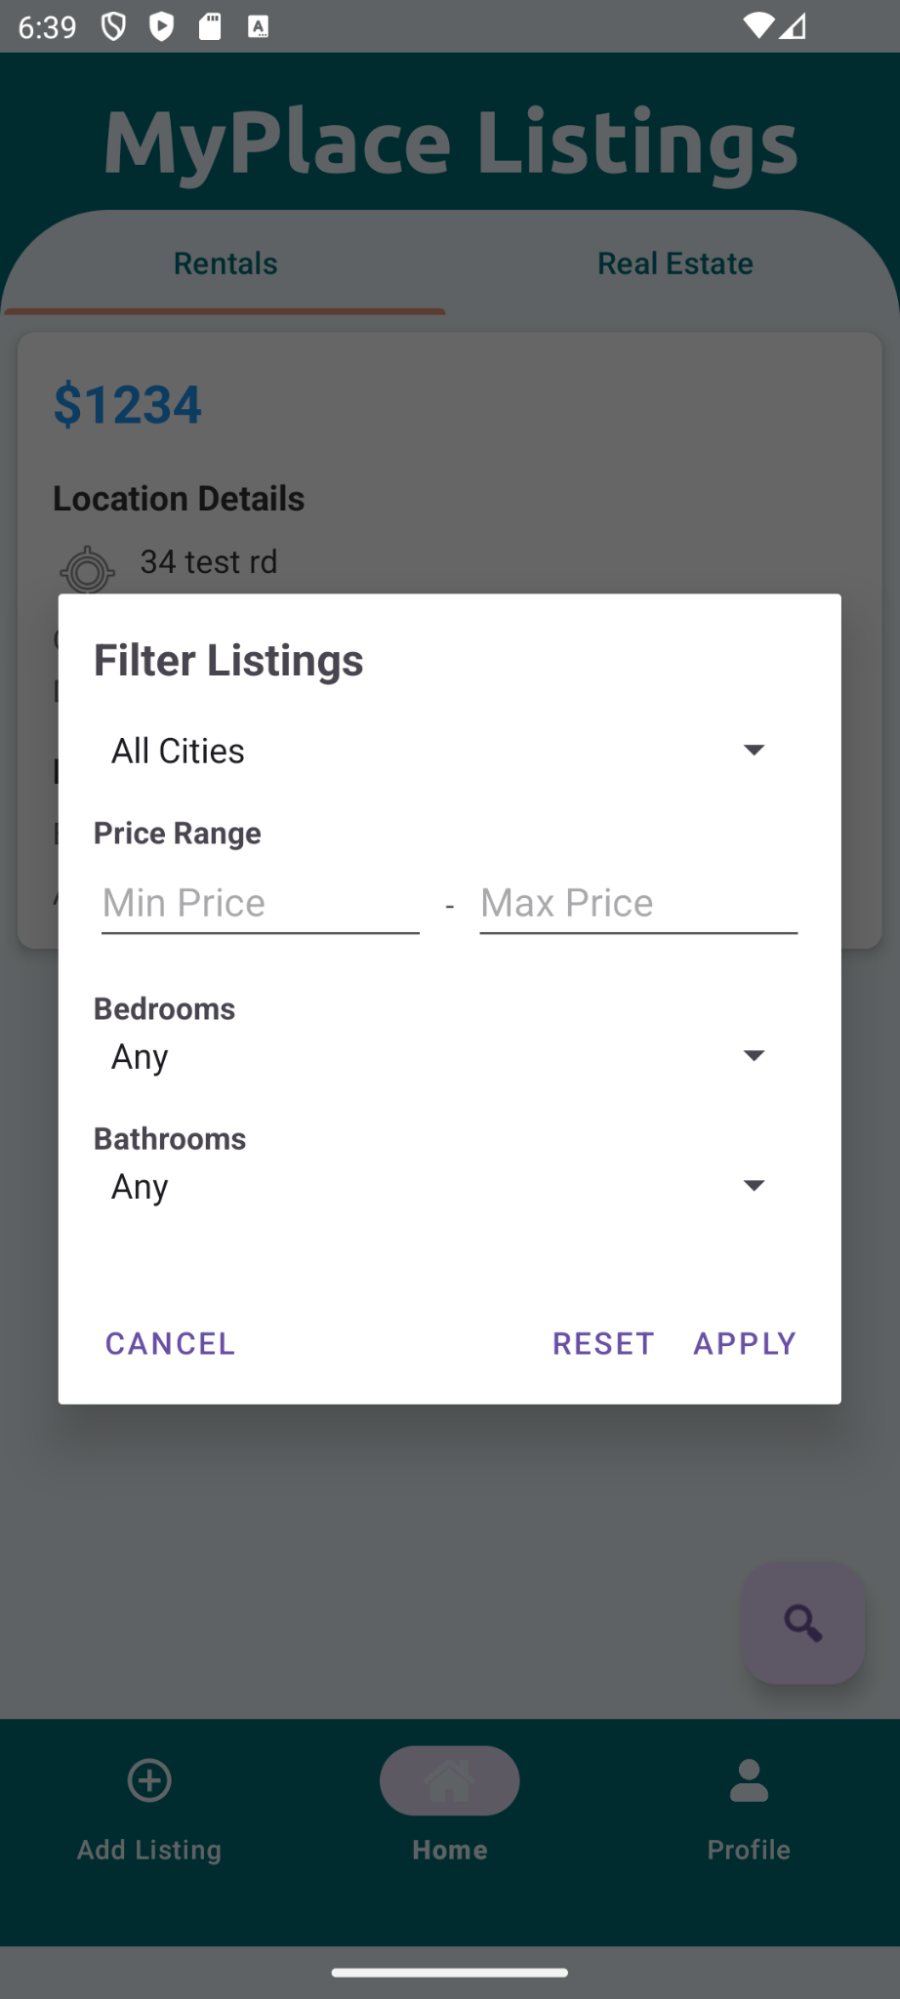 6:39
MyPlace Listings
Rentals Real Estate
$1234
Location Details
34 test rd
Filter Listings
All Cities
Price Range
Min Price - Max Price
Bedrooms
Any
Bathrooms
Any
CANCEL RESET APPLY
Add Listing Home Profile